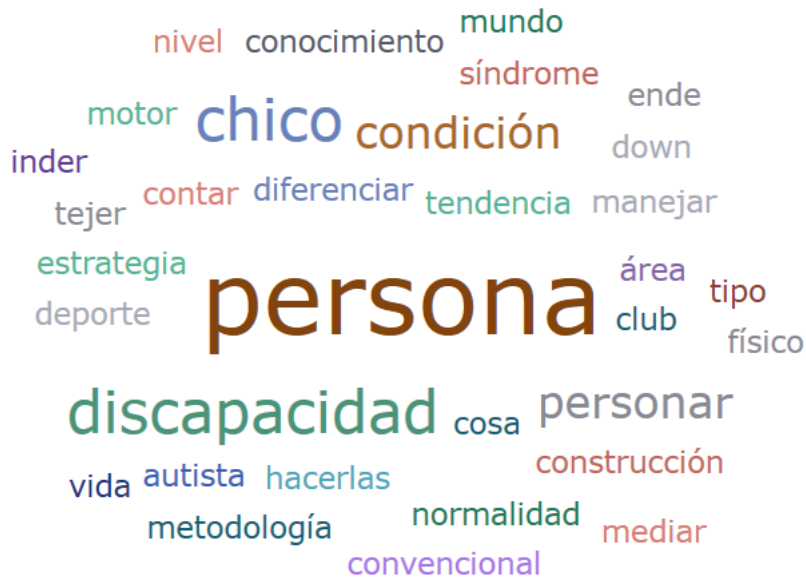 mundo
nivel conocimiento
síndrome
ende
motor chico condición
down
inder
contar diferenciar tendencia manejar
tejer
estrategia
persona área tipo
deporte club
físico
discapacidad cosa personar
construcción
vida autista hacerlas
metodología normalidad mediar
convencional